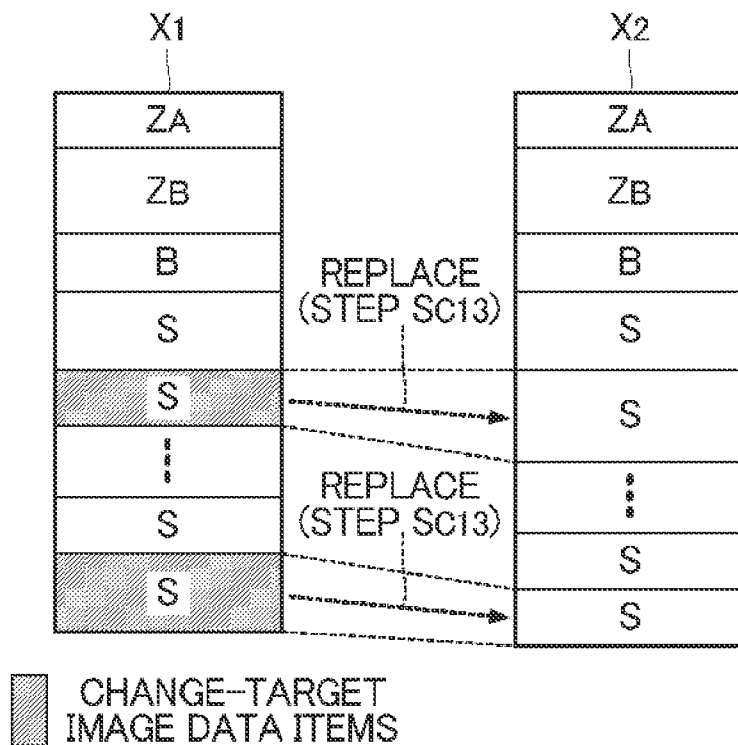 X1
X2
ZA
ZB
B
S
S
⋮
S
S
REPLACE
(STEP SC13)
REPLACE
(STEP SC13)
ZA
ZB
B
S
S
⋮
S
S
CHANGE-TARGET
IMAGE DATA ITEMS